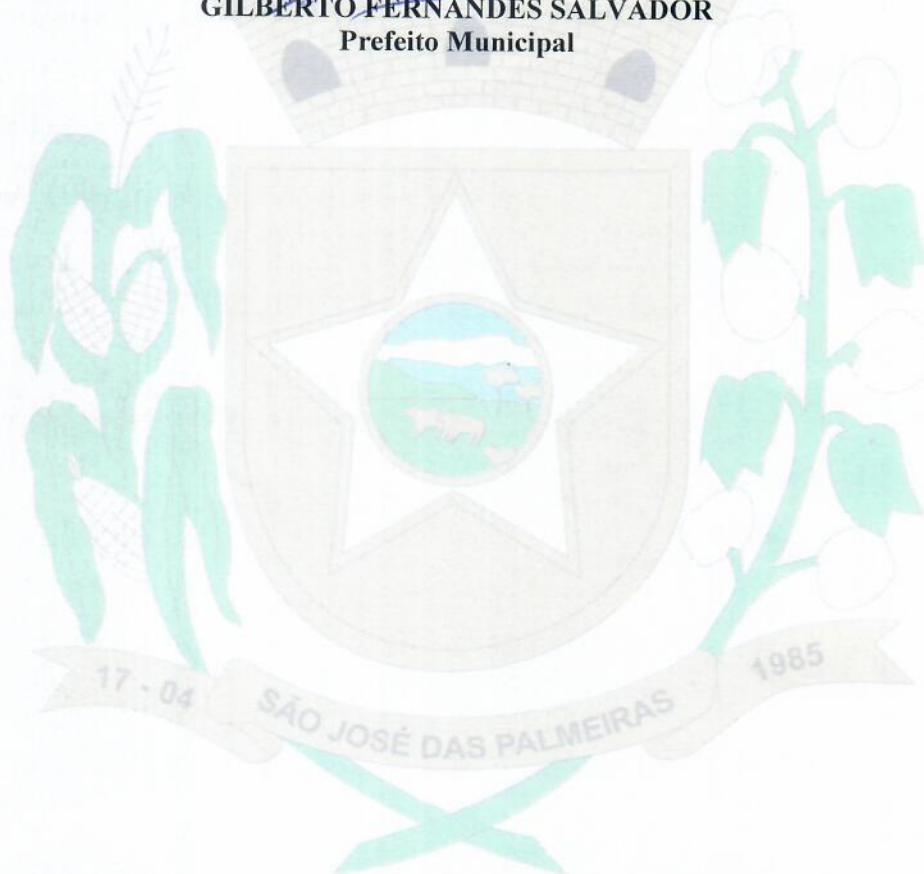 GILBERTO FERNANDES SALVADOR
Prefeito Municipal
17 - 04
SÃO JOSÉ DAS PALMEIRAS
1985